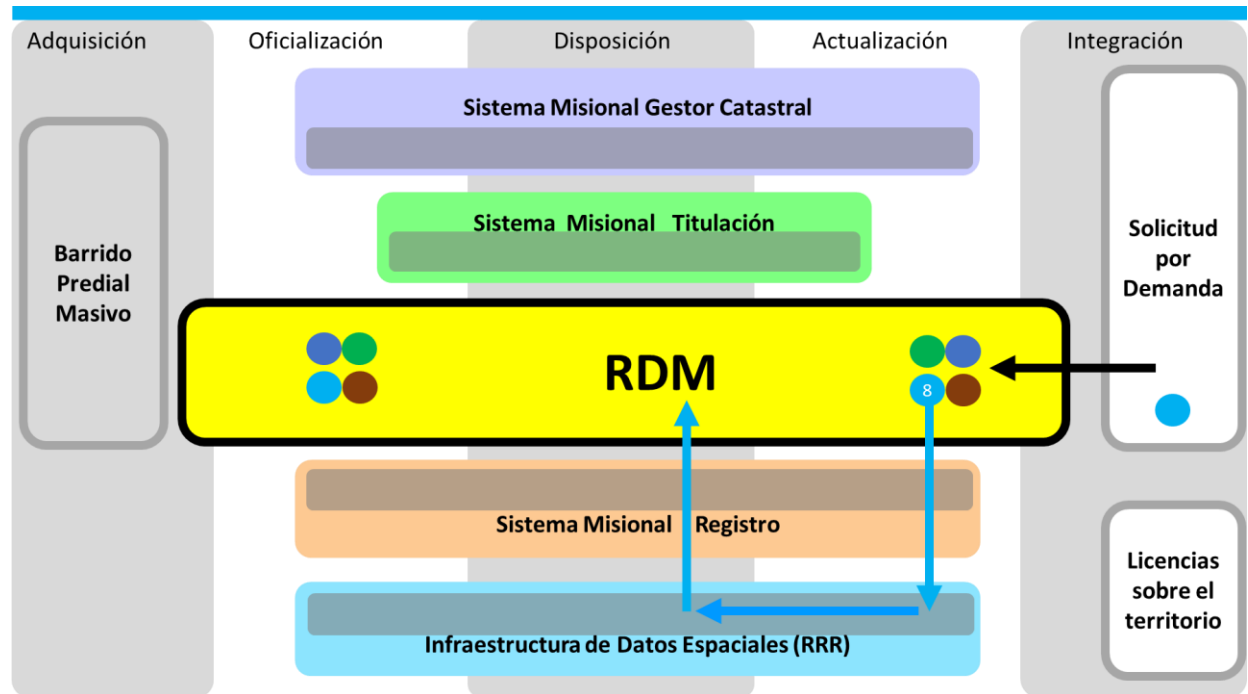 Adquisición
Oficialización
Disposición
Actualización
Integración
Sistema Misional Gestor Catastral
Sistema Misional Titulación
Barrido
Predial
Masivo
Solicitud
por
Demanda
RDM
8
Sistema Misional Registro
Licencias
sobre el
territorio
Infraestructura de Datos Espaciales (RRR)